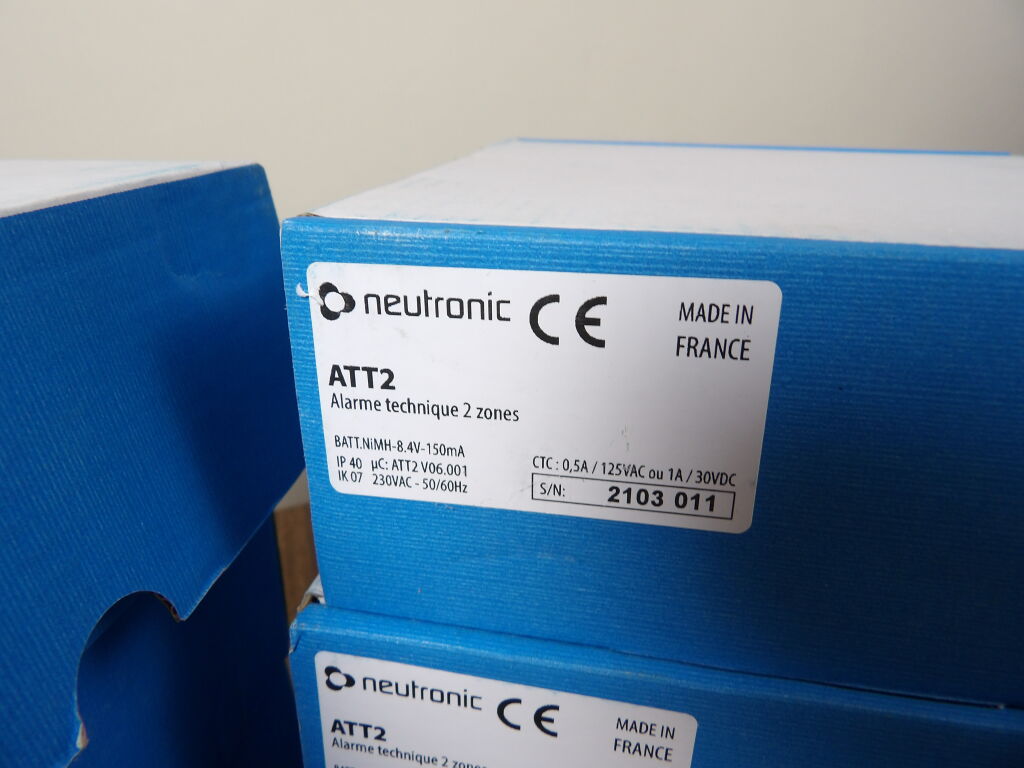 neutronic CE
MADE IN
FRANCE
ATT2
Alarme technique 2 zones
BATT.NiMH-8.4V-150mA
IP 40 µC: ATT2 V06.001
IK 07 230VAC - 50/60Hz
CTC : 0,5A / 125VAC ou 1A / 30VDC
S/N: 2103 011
neutronic CE
MADE IN
FRANCE
ATT2
Alarme technique 2 zones